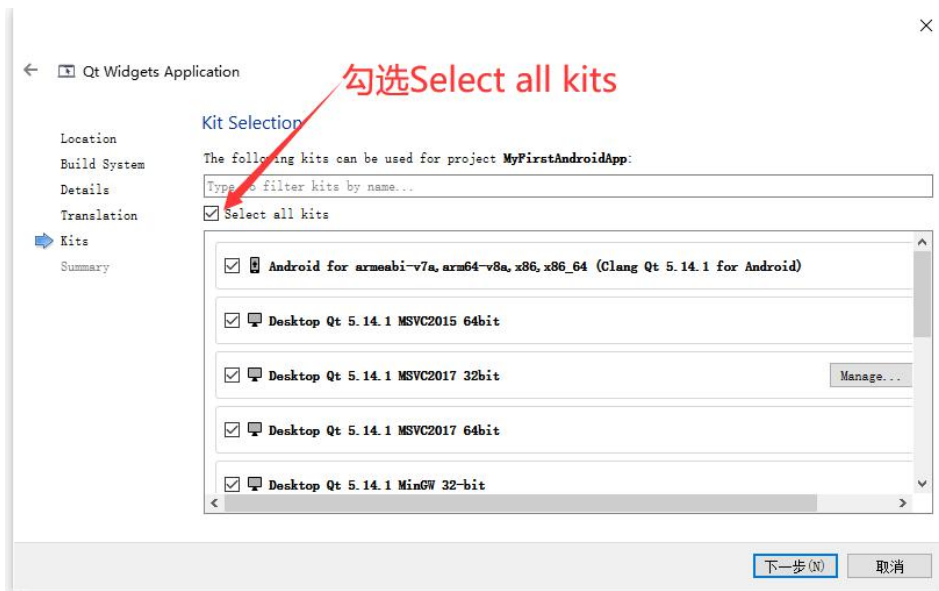 Qt Widgets Application
勾选Select all kits
Location
Build System
Details
Translation
Kits
Summary
Kit Selection
The following kits can be used for project MyFirstAndroidApp:
Type to filter kits by name...
Select all kits
Android for armeabi-v7a,arm64-v8a,x86,x86_64 (Clang Qt 5.14.1 for Android)
Desktop Qt 5.14.1 MSVC2015 64bit
Desktop Qt 5.14.1 MSVC2017 32bit
Manage...
Desktop Qt 5.14.1 MSVC2017 64bit
Desktop Qt 5.14.1 MinGW 32-bit
下一步(N)
取消